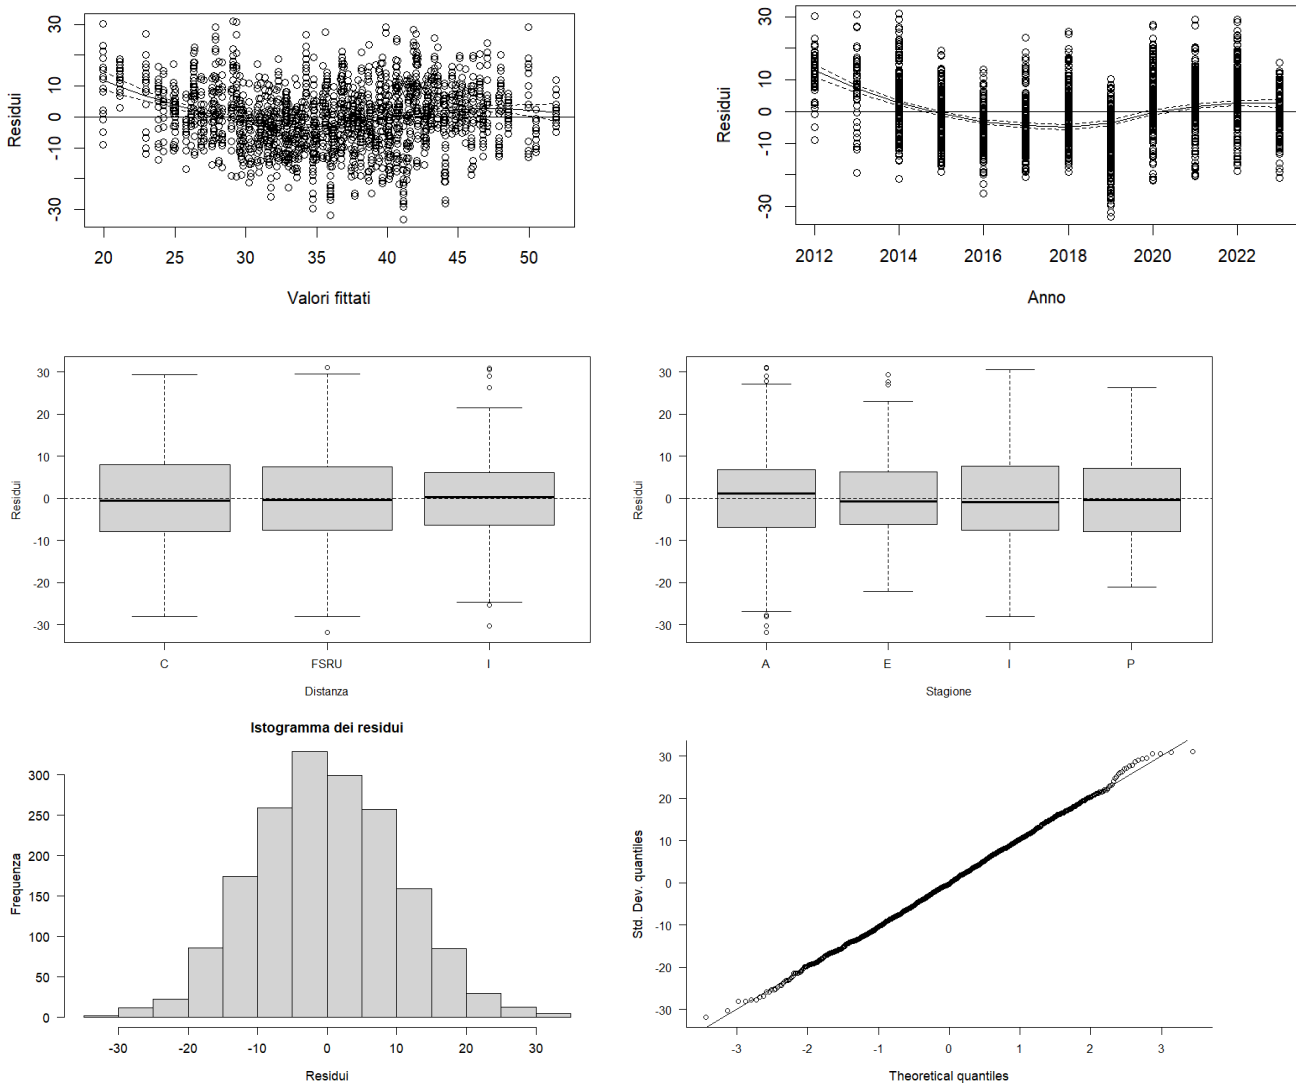 30
10
0
-10
-30
Residui
20 25 30 35 40 45 50
Valori fittati
30
10
0
-10
-30
Residui
2012 2014 2016 2018 2020 2022
Anno
30
20
10
0
-10
-20
-30
Residui
C FSRU I
Distanza
30
20
10
0
-10
-20
-30
Residui
A E I P
Stagione
Istogramma dei residui
300
250
200
150
100
50
0
Frequenza
-30 -20 -10 0 10 20 30
Residui
30
20
10
0
-10
-20
-30
Std. Dev. quantiles
-3 -2 -1 0 1 2 3
Theoretical quantiles